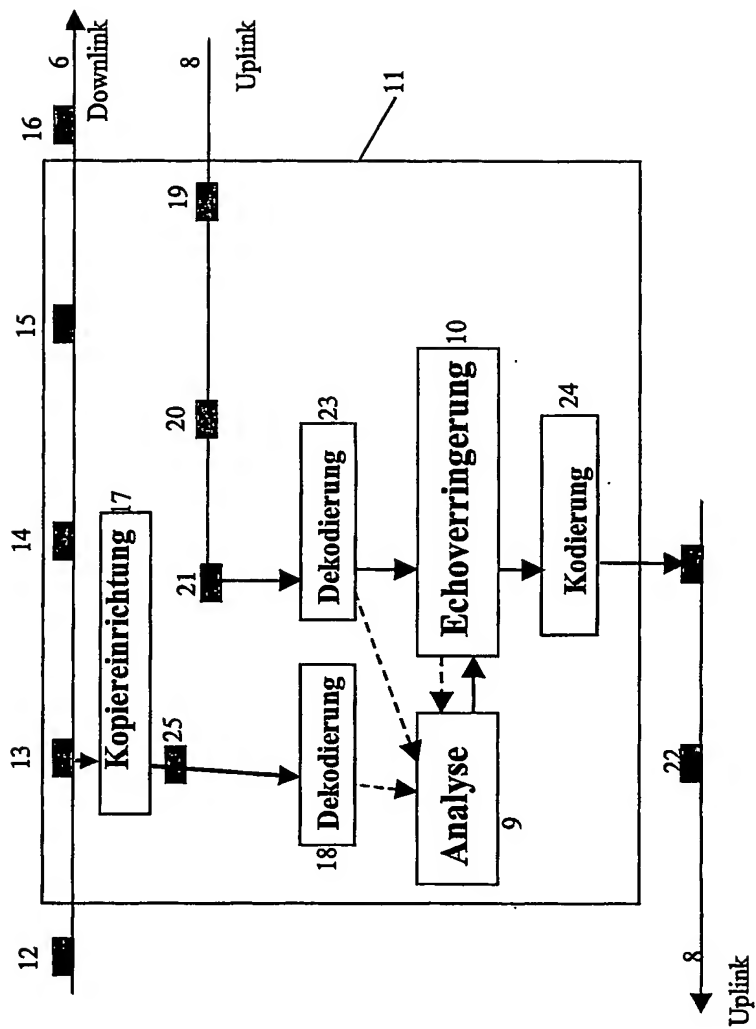 12
13
14
15
16
6
Downlink
Kopiereinrichtung
17
25
21
20
19
8
Uplink
11
Dekodierung
18
Dekodierung
23
Analyse
9
Echoverringerung
10
Kodierung
24
22
8
Uplink